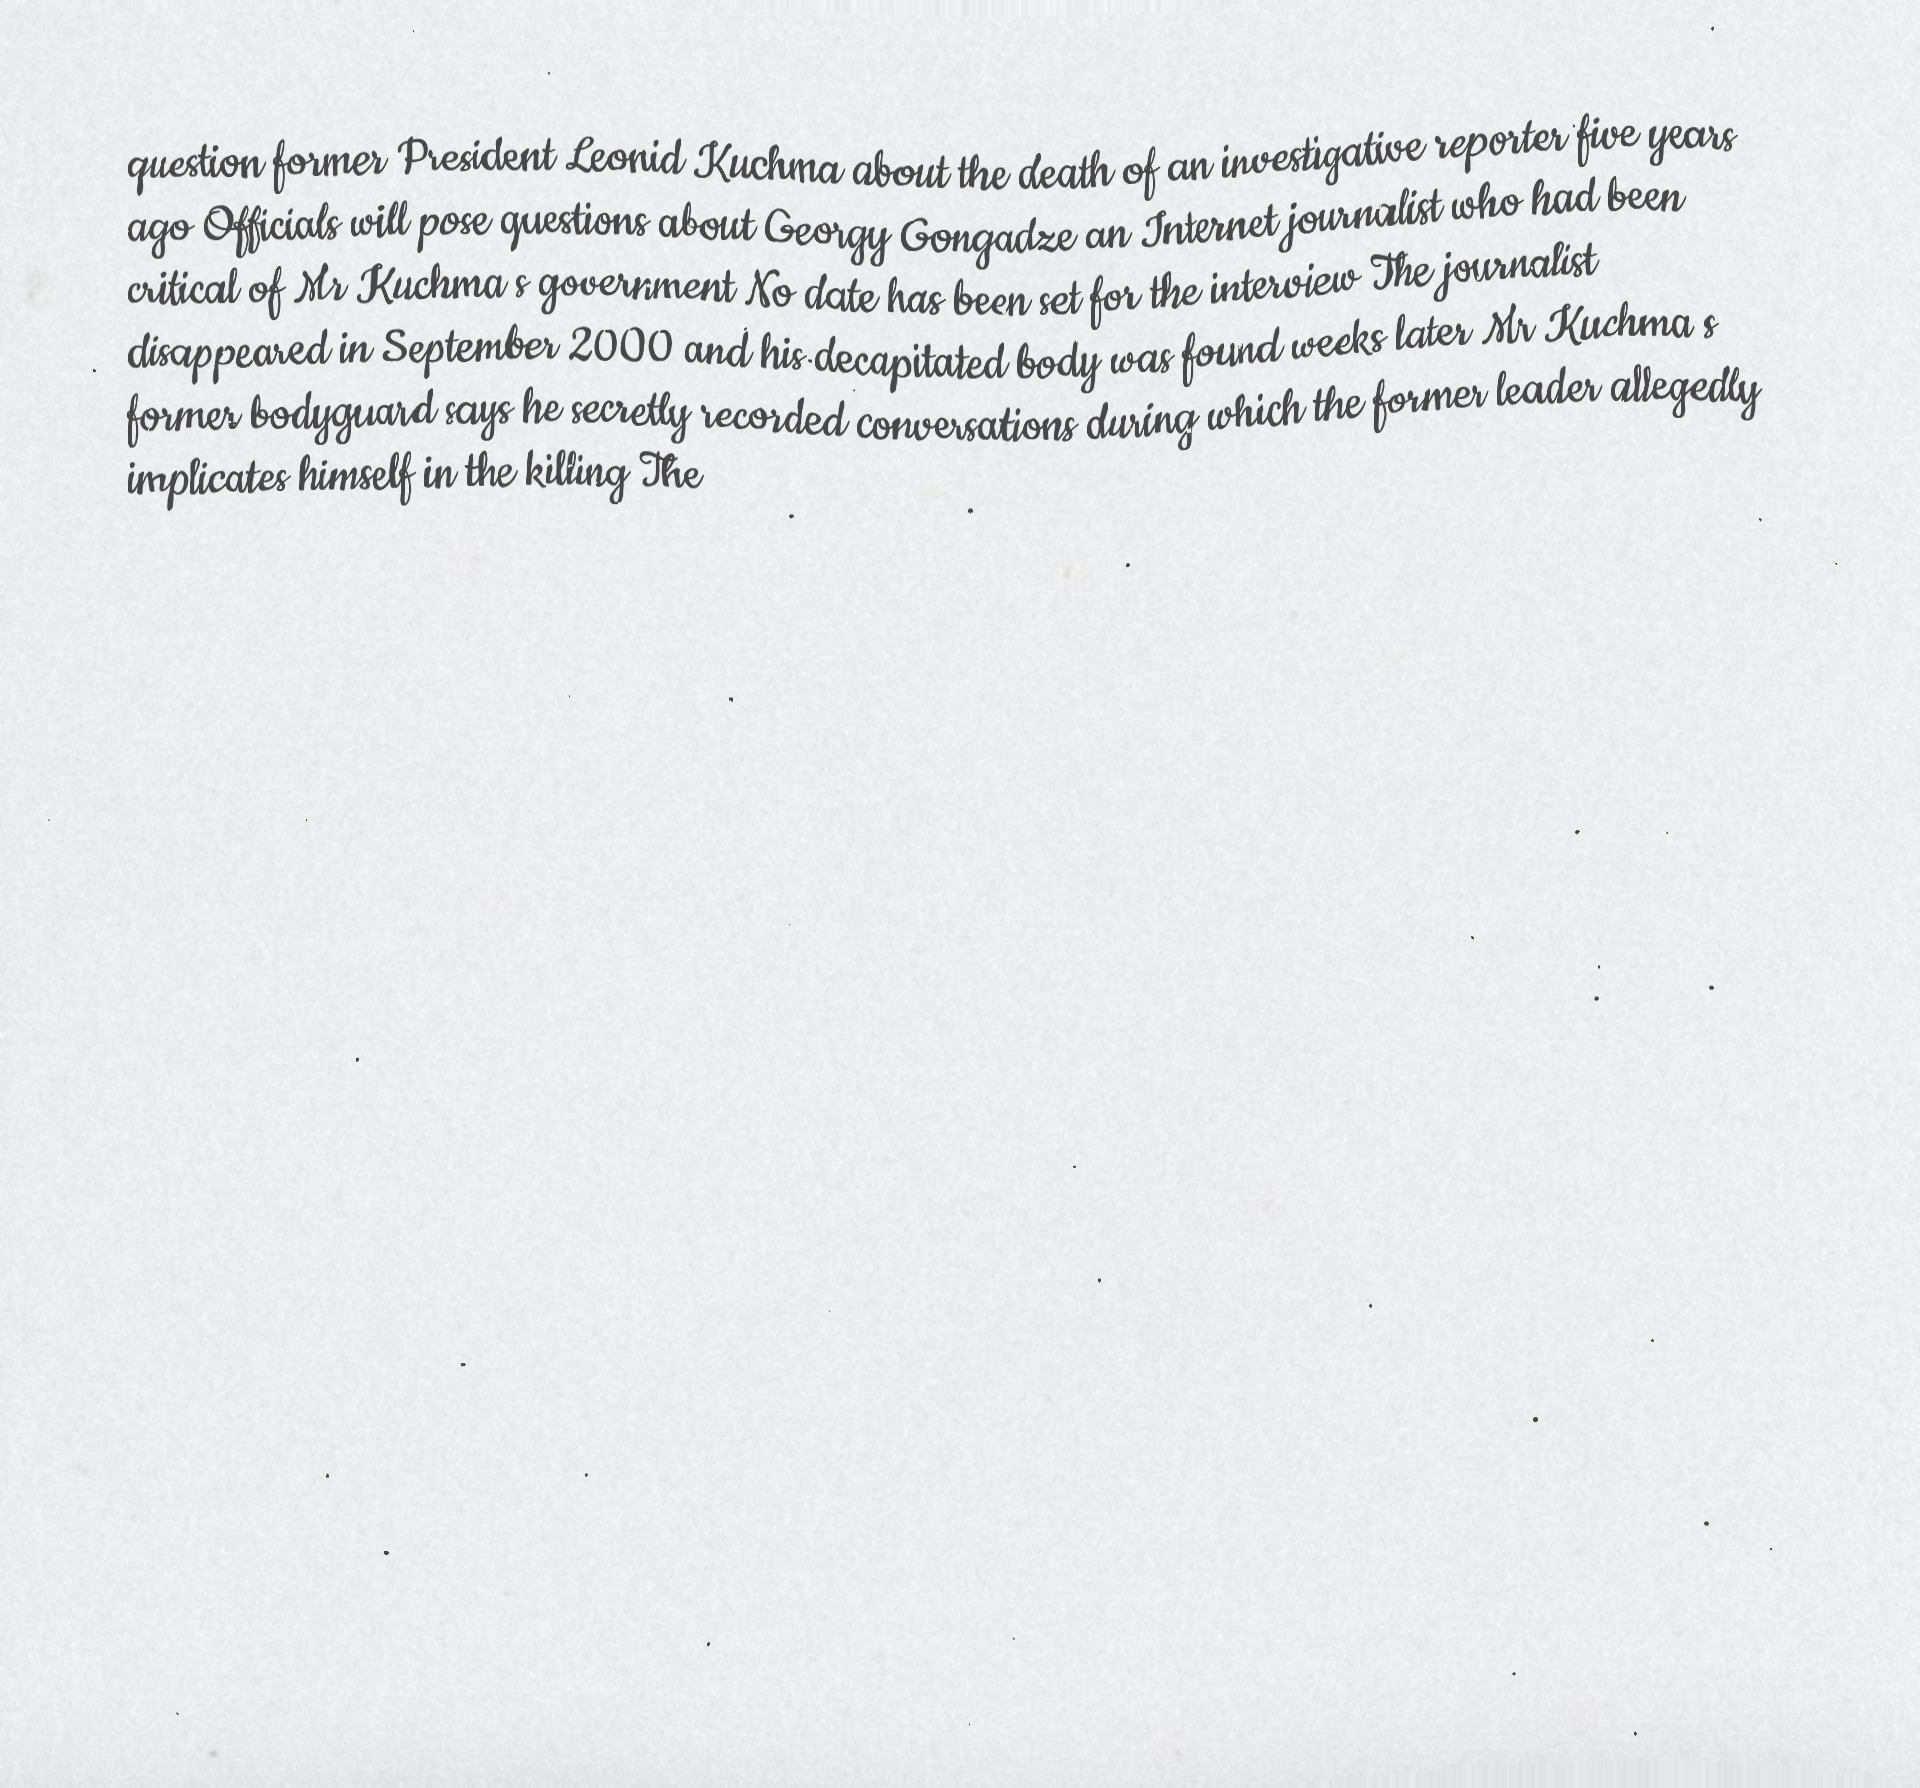 question former President Leonid Kuchma about the death of an investigative reporter five years
ago Officials will pose questions about Georgy Gongadze an Internet journalist who had been
critical of Mr Kuchma s government No date has been set for the interview The journalist
disappeared in September 2000 and his decapitated body was found weeks later Mr Kuchma s
former bodyguard says he secretly recorded conversations during which the former leader allegedly
implicates himself in the killing The